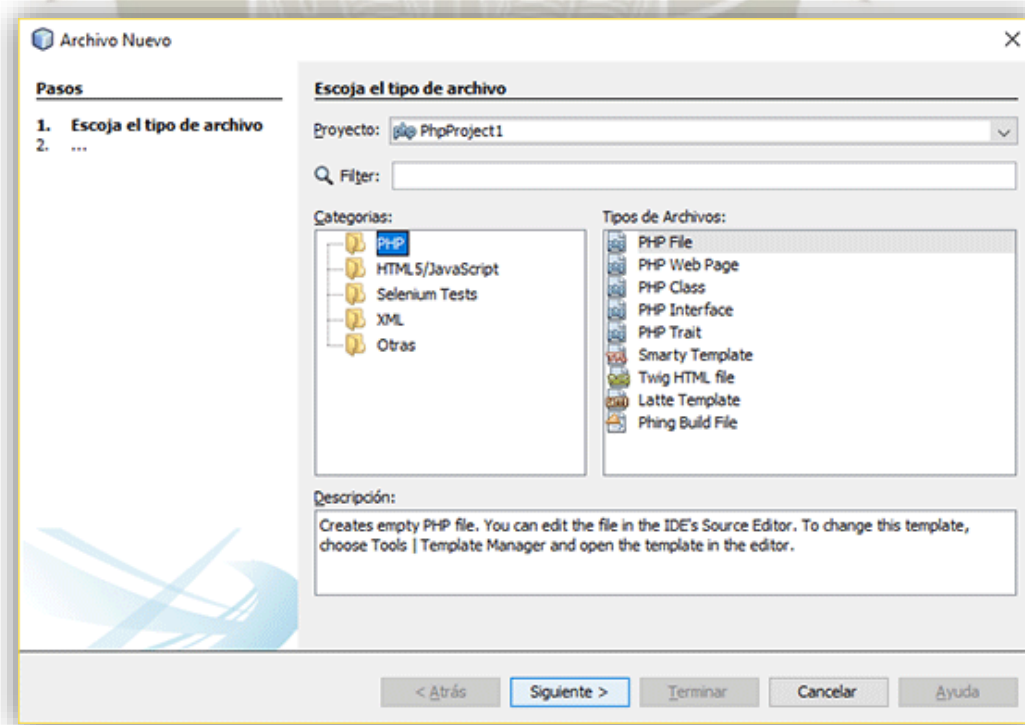 Archivo Nuevo
Pasos
1. Escoja el tipo de archivo
2. ...
Escoja el tipo de archivo
Proyecto: PhpProject1
Filter:
Categorias:
PHP
HTML5/JavaScript
Selenium Tests
XML
Otras
Tipos de Archivos:
PHP File
PHP Web Page
PHP Class
PHP Interface
PHP Trait
Smarty Template
Twig HTML file
Latte Template
Phing Build File
Descripción:
Creates empty PHP file. You can edit the file in the IDE's Source Editor. To change this template,
choose Tools | Template Manager and open the template in the editor.
< Atrás
Siguiente >
Terminar
Cancelar
Ayuda